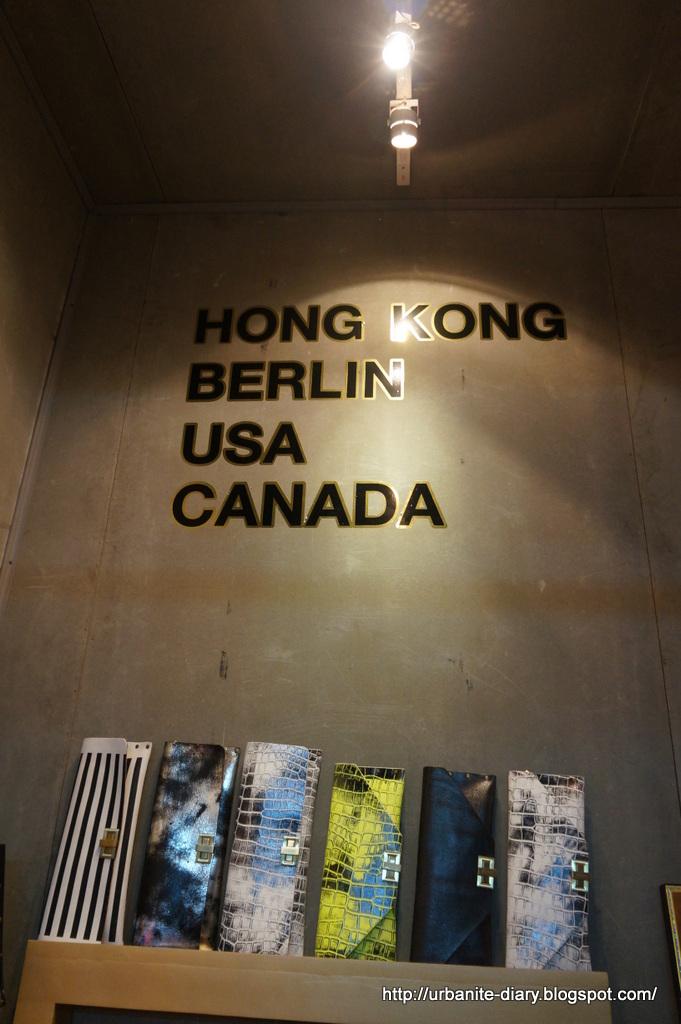 HONG KONG
BERLIN
USA
CANADA
http://urbanite-diary.blogspot.com/